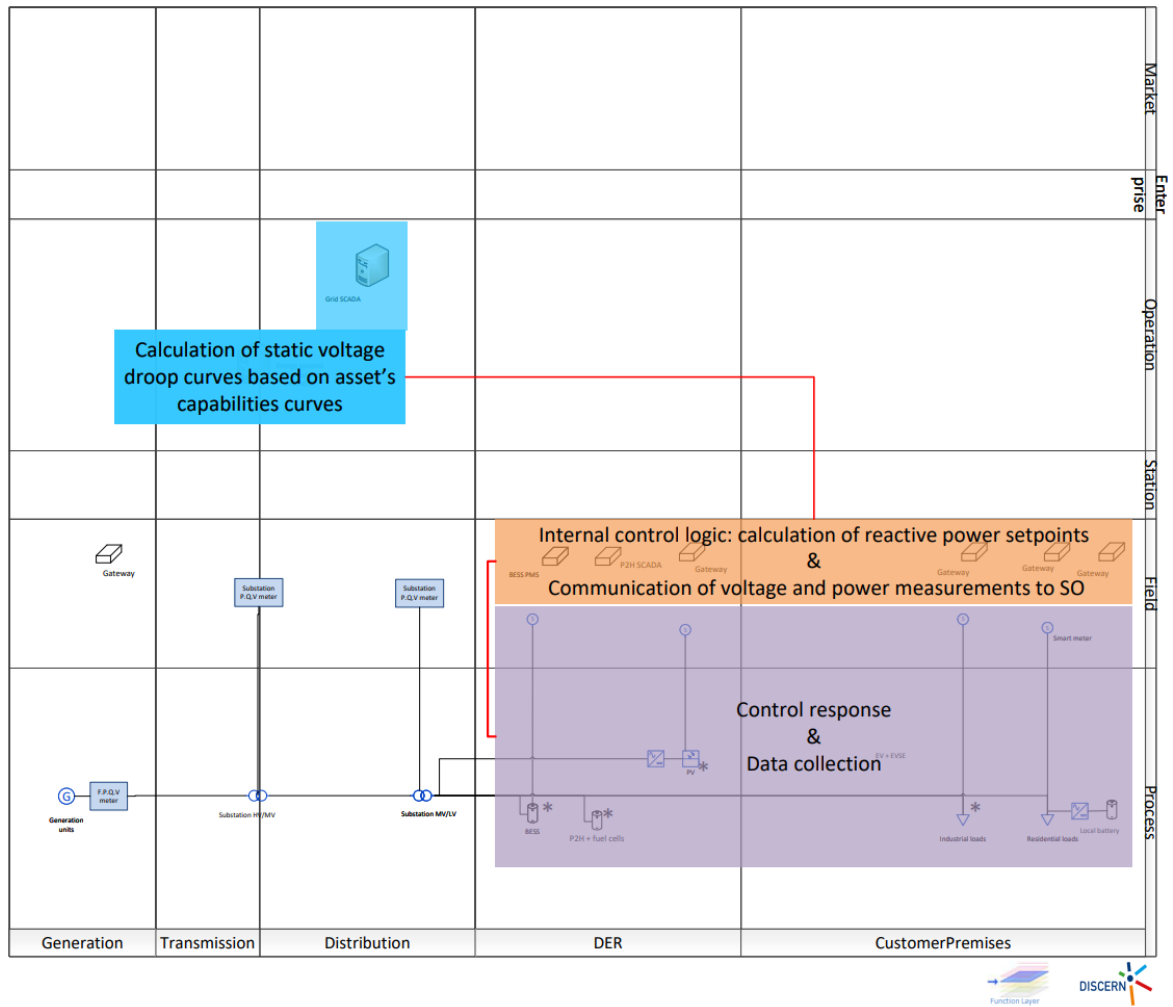 Market
Enter
prise
Grid SCADA
Operation
Calculation of static voltage
droop curves based on asset's
capabilities curves
Station
Internal control logic: calculation of reactive power setpoints
&
Communication of voltage and power measurements to SO
Gateway
BESS PMS
P2H SCADA
Gateway
Gateway
Gateway
Gateway
Field
Substation
P.Q.V meter
Substation
P.Q.V meter
S
S
S
S
Smart meter
Control response
&
Data collection
EV + EVSE
PV
*
Process
G
F.P.Q.V
meter
Generation
units
Substation HV/MV
Substation MV/LV
*
BESS
*
P2H + fuel cells
*
Industrial loads
Residential loads
Local battery
Generation
Transmission
Distribution
DER
CustomerPremises
Function Layer
DISCERN